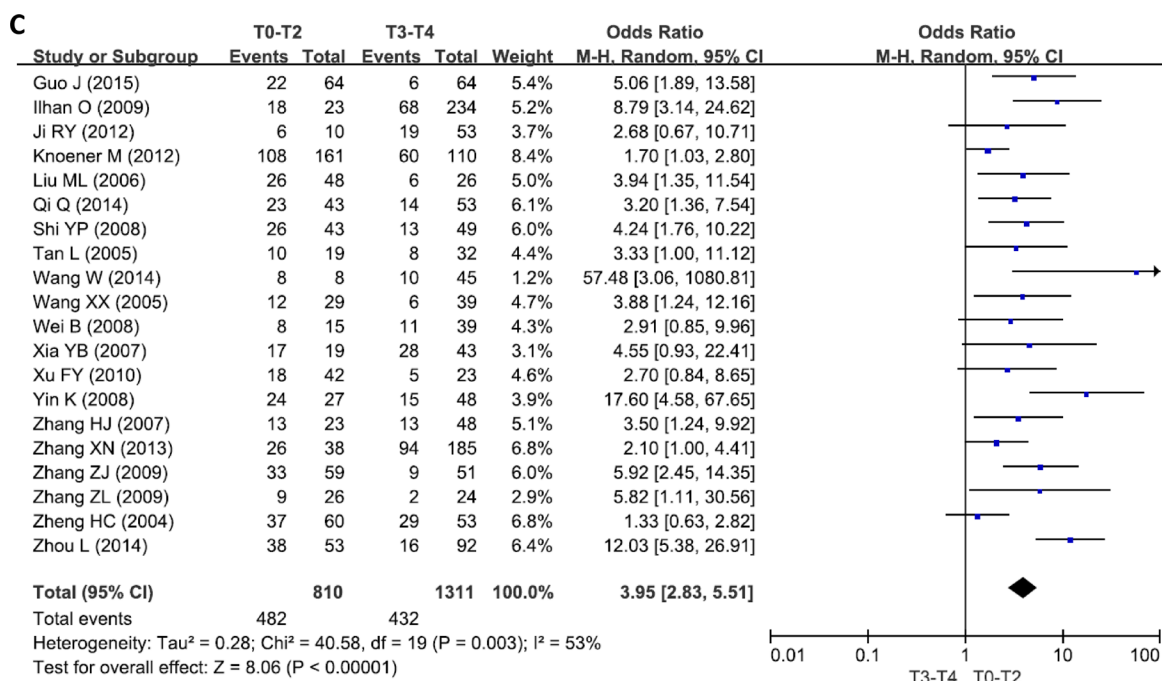 C
T0-T2 T3-T4 Odds Ratio Odds Ratio
Study or Subgroup Events Total Events Total Weight M-H, Random, 95% CI M-H, Random, 95% CI
Guo J (2015) 22 64 6 64 5.4% 5.06 [1.89, 13.58]
Ilhan O (2009) 18 23 68 234 5.2% 8.79 [3.14, 24.62]
Ji RY (2012) 6 10 19 53 3.7% 2.68 [0.67, 10.71]
Knoener M (2012) 108 161 60 110 8.4% 1.70 [1.03, 2.80]
Liu ML (2006) 26 48 6 26 5.0% 3.94 [1.35, 11.54]
Qi Q (2014) 23 43 14 53 6.1% 3.20 [1.36, 7.54]
Shi YP (2008) 26 43 13 49 6.0% 4.24 [1.76, 10.22]
Tan L (2005) 10 19 8 32 4.4% 3.33 [1.00, 11.12]
Wang W (2014) 8 8 10 45 1.2% 57.48 [3.06, 1080.81]
Wang XX (2005) 12 29 6 39 4.7% 3.88 [1.24, 12.16]
Wei B (2008) 8 15 11 39 4.3% 2.91 [0.85, 9.96]
Xia YB (2007) 17 19 28 43 3.1% 4.55 [0.93, 22.41]
Xu FY (2010) 18 42 5 23 4.6% 2.70 [0.84, 8.65]
Yin K (2008) 24 27 15 48 3.9% 17.60 [4.58, 67.65]
Zhang HJ (2007) 13 23 13 48 5.1% 3.50 [1.24, 9.92]
Zhang XN (2013) 26 38 94 185 6.8% 2.10 [1.00, 4.41]
Zhang ZJ (2009) 33 59 9 51 6.0% 5.92 [2.45, 14.35]
Zhang ZL (2009) 9 26 2 24 2.9% 5.82 [1.11, 30.56]
Zheng HC (2004) 37 60 29 53 6.8% 1.33 [0.63, 2.82]
Zhou L (2014) 38 53 16 92 6.4% 12.03 [5.38, 26.91]
Total (95% CI) 810 1311 100.0% 3.95 [2.83, 5.51]
Total events 482 432
Heterogeneity: Tau² = 0.28; Chi² = 40.58, df = 19 (P = 0.003); I² = 53%
Test for overall effect: Z = 8.06 (P < 0.00001)
0.01 0.1 1 10 100
T3-T4 T0-T2